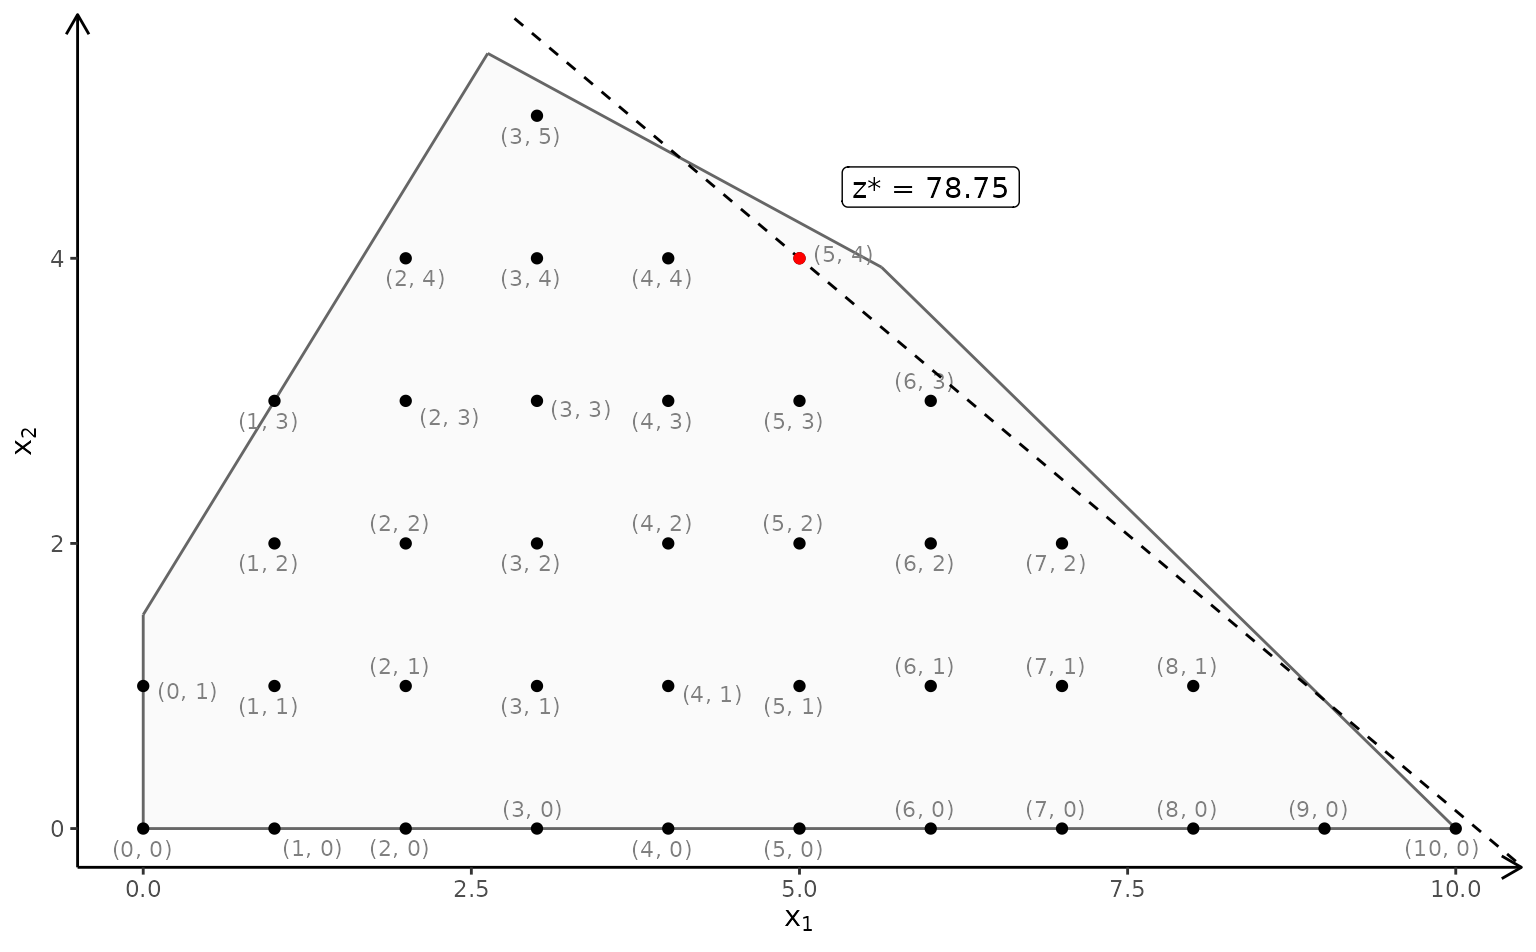 (3, 5)
z* = 78.75
4
(2, 4) (3, 4) (4, 4) (5, 4)
(6, 3)
(1, 3) (2, 3) (3, 3) (4, 3) (5, 3)
x2
(2, 2) (4, 2) (5, 2)
2
(1, 2) (3, 2) (6, 2) (7, 2)
(2, 1) (6, 1) (7, 1) (8, 1)
(0, 1) (1, 1) (3, 1) (4, 1) (5, 1)
(3, 0) (6, 0) (7, 0) (8, 0) (9, 0)
0
(0, 0) (1, 0) (2, 0) (4, 0) (5, 0) (10, 0)
0.0 2.5 5.0 7.5 10.0
x1